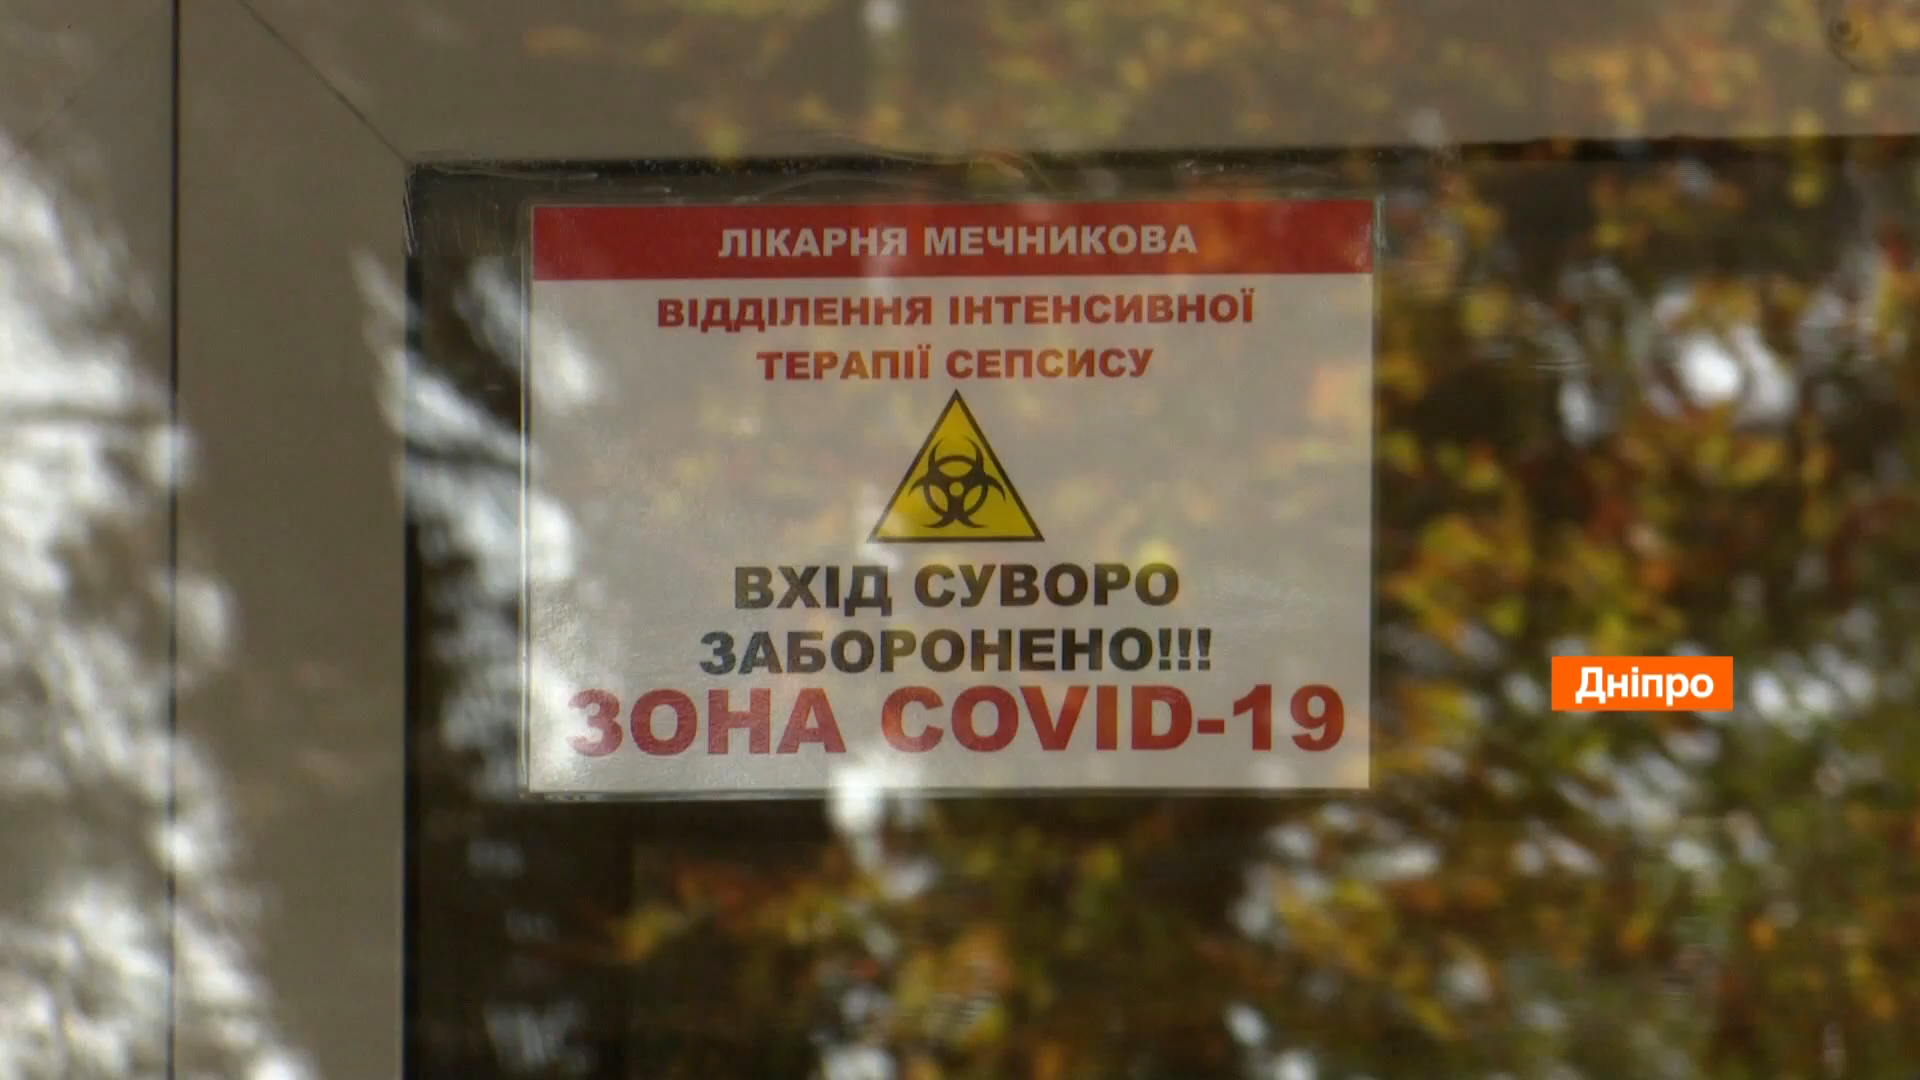 ЛІКАРНЯ МЕЧНИКОВА
ВІДДІЛЕННЯ ІНТЕНСИВНОЇ
ТЕРАПІЇ СЕПСИСУ
ВХІД СУВОРО
ЗАБОРОНЕНО!!!
ЗОНА COVID-19
Дніпро